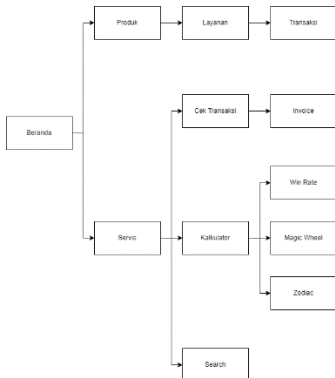 Produk
Layanan
Transaksi
Cek Transaksi
Invoice
Beranda
Win Rate
Servis
Kalkulator
Magic Wheel
Zodiac
Search